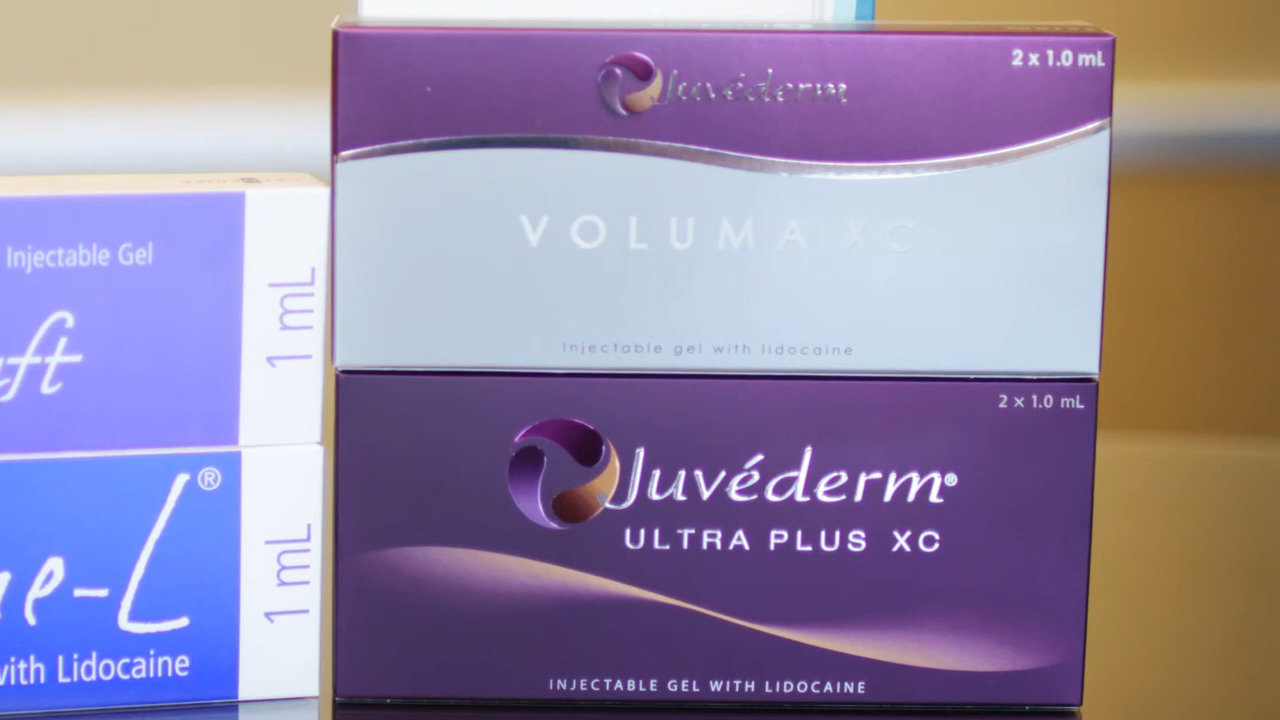 Injectable Gel
1 mL
®
with Lidocaine
1 mL
Juvéderm
2 x 1.0 mL
VOLUMA XC
Injectable gel with lidocaine
2 x 1.0 mL
Juvéderm®
ULTRA PLUS XC
INJECTABLE GEL WITH LIDOCAINE